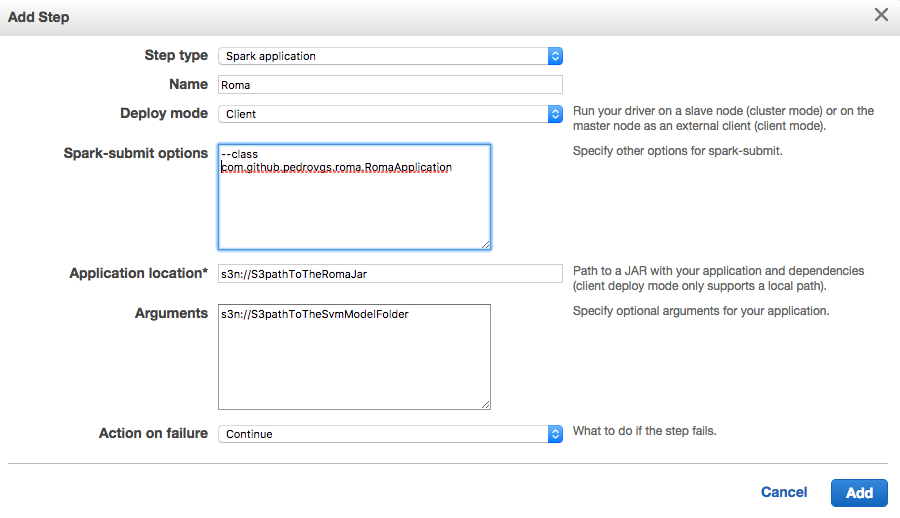 Add Step
Step type Spark application
Name Roma
Deploy mode Client Run your driver on a slave node (cluster mode) or on the
master node as an external client (client mode).
Spark-submit options --class Specify other options for spark-submit.
com.github.pedrovgs.roma.RomaApplication
Application location* s3n://S3pathToTheRomaJar Path to a JAR with your application and dependencies
(client deploy mode only supports a local path).
Arguments s3n://S3pathToTheSvmModelFolder Specify optional arguments for your application.
Action on failure Continue What to do if the step fails.
Cancel Add